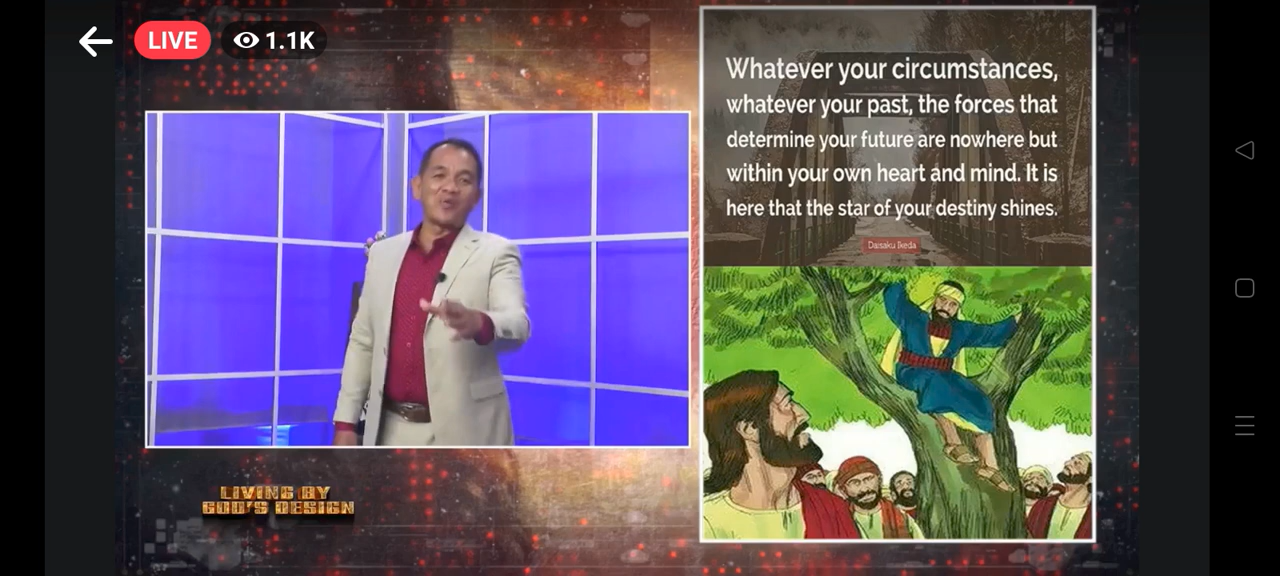 LIVE
1.1K
Whatever your circumstances,
whatever your past, the forces that
determine your future are nowhere but
within your own heart and mind. It is
here that the star of your destiny shines.
Daisaku Ikeda
LIVING BY
GOD'S DESIGN